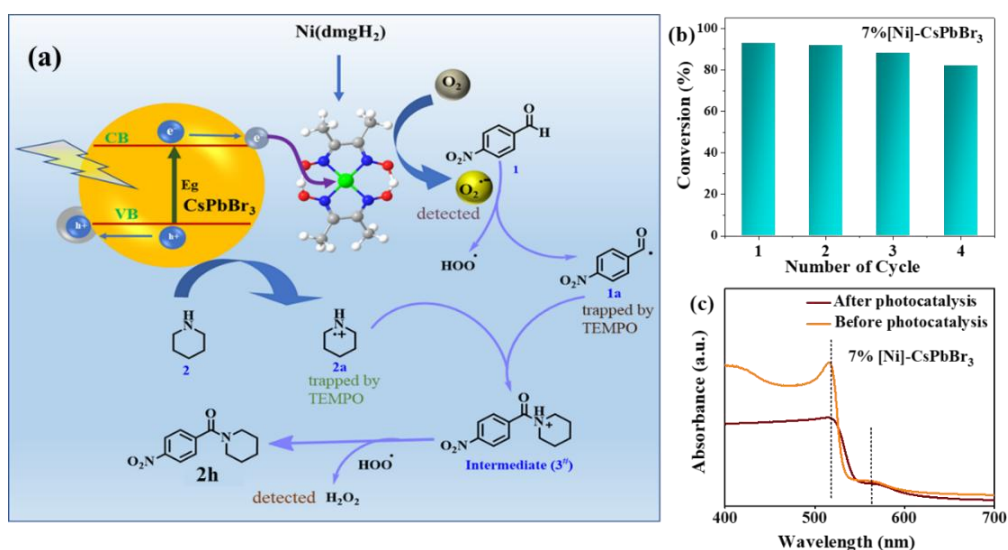 (a)
Ni(dmgH2)
O₂
CB
e⁻
e⁻
Eg
CsPbBr₃
VB
h⁺
h⁺
O₂•⁻
detected
O
H
O₂N
1
HOO•
O
O₂N
1a
trapped by
TEMPO
H
N
2
H
N
•+
2a
trapped by
TEMPO
O
H
N
+
O₂N
Intermediate (3#)
HOO•
detected H₂O₂
O
N
O₂N
2h
(b)
7%[Ni]-CsPbBr₃
Conversion (%)
100
80
60
40
20
0
1 2 3 4
Number of Cycle
(c)
After photocatalysis
Before photocatalysis
7% [Ni]-CsPbBr₃
Absorbance (a.u.)
400 500 600 700
Wavelength (nm)